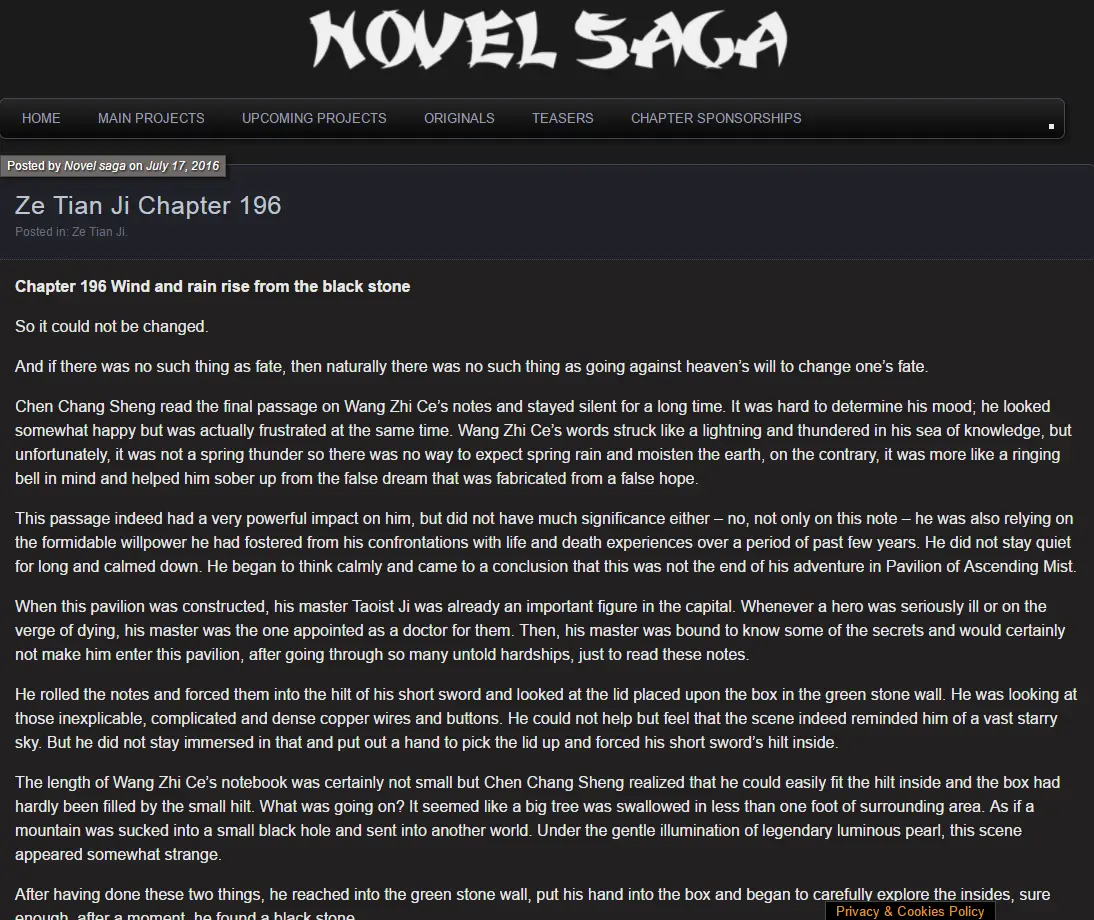 NOVEL SAGA
HOME MAIN PROJECTS UPCOMING PROJECTS ORIGINALS TEASERS CHAPTER SPONSORSHIPS
Posted by Novel saga on July 17, 2016
Ze Tian Ji Chapter 196
Posted in: Ze Tian Ji.
Chapter 196 Wind and rain rise from the black stone
So it could not be changed.
And if there was no such thing as fate, then naturally there was no such thing as going against heaven’s will to change one’s fate.
Chen Chang Sheng read the final passage on Wang Zhi Ce’s notes and stayed silent for a long time. It was hard to determine his mood; he looked
somewhat happy but was actually frustrated at the same time. Wang Zhi Ce’s words struck like a lightning and thundered in his sea of knowledge, but
unfortunately, it was not a spring thunder so there was no way to expect spring rain and moisten the earth, on the contrary, it was more like a ringing
bell in mind and helped him sober up from the false dream that was fabricated from a false hope.
This passage indeed had a very powerful impact on him, but did not have much significance either – no, not only on this note – he was also relying on
the formidable willpower he had fostered from his confrontations with life and death experiences over a period of past few years. He did not stay quiet
for long and calmed down. He began to think calmly and came to a conclusion that this was not the end of his adventure in Pavilion of Ascending Mist.
When this pavilion was constructed, his master Taoist Ji was already an important figure in the capital. Whenever a hero was seriously ill or on the
verge of dying, his master was the one appointed as a doctor for them. Then, his master was bound to know some of the secrets and would certainly
not make him enter this pavilion, after going through so many untold hardships, just to read these notes.
He rolled the notes and forced them into the hilt of his short sword and looked at the lid placed upon the box in the green stone wall. He was looking at
those inexplicable, complicated and dense copper wires and buttons. He could not help but feel that the scene indeed reminded him of a vast starry
sky. But he did not stay immersed in that and put out a hand to pick the lid up and forced his short sword’s hilt inside.
The length of Wang Zhi Ce’s notebook was certainly not small but Chen Chang Sheng realized that he could easily fit the hilt inside and the box had
hardly been filled by the small hilt. What was going on? It seemed like a big tree was swallowed in less than one foot of surrounding area. As if a
mountain was sucked into a small black hole and sent into another world. Under the gentle illumination of legendary luminous pearl, this scene
appeared somewhat strange.
After having done these two things, he reached into the green stone wall, put his hand into the box and began to carefully explore the insides, sure
enough, after a moment, he found a black stone.
Privacy & Cookies Policy